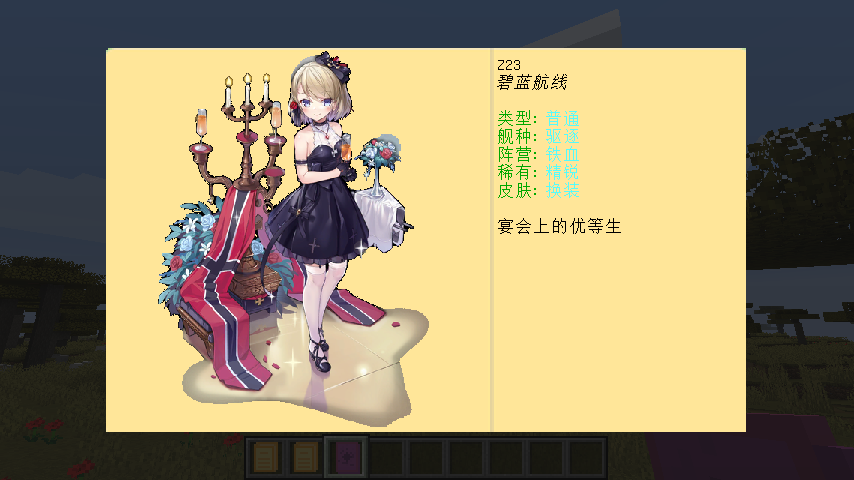 Z23
碧蓝航线
类型: 普通
舰种: 驱逐
阵营: 铁血
稀有: 精锐
皮肤: 换装
宴会上的优等生